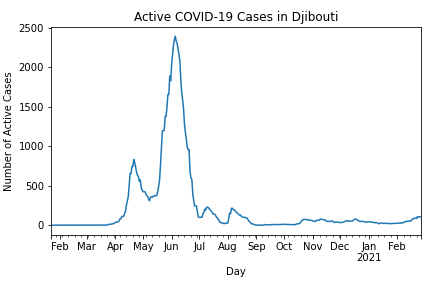 Active COVID-19 Cases in Djibouti
Number of Active Cases
2500
2000
1500
1000
500
0
Feb Mar Apr May Jun Jul Aug Sep Oct Nov Dec Jan Feb
2021
Day